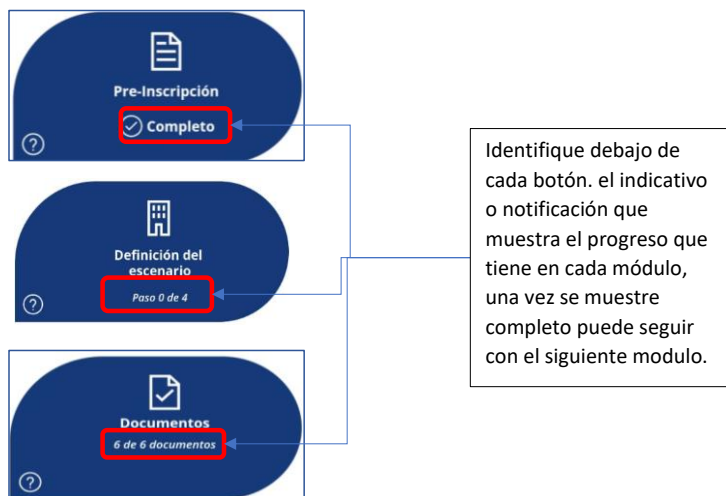 Pre-Inscripción
Completo
?
Definición del
escenario
Paso 0 de 4
?
Documentos
6 de 6 documentos
?
Identifique debajo de
cada botón. el indicativo
o notificación que
muestra el progreso que
tiene en cada módulo,
una vez se muestre
completo puede seguir
con el siguiente modulo.